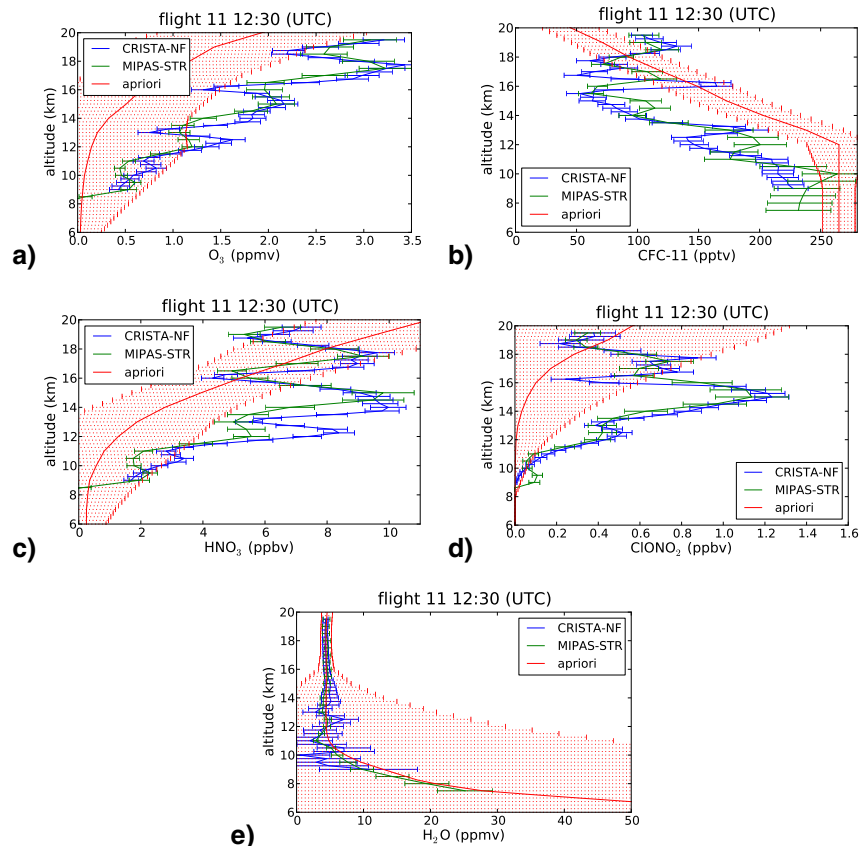 flight 11 12:30 (UTC)
20
18
16
14
12
10
8
6
altitude (km)
CRISTA-NF
MIPAS-STR
apriori
0.0 0.5 1.0 1.5 2.0 2.5 3.0 3.5
O₃ (ppmv)
a)
flight 11 12:30 (UTC)
20
18
16
14
12
10
8
6
altitude (km)
CRISTA-NF
MIPAS-STR
apriori
0 50 100 150 200 250
CFC-11 (pptv)
b)
flight 11 12:30 (UTC)
20
18
16
14
12
10
8
6
altitude (km)
CRISTA-NF
MIPAS-STR
apriori
0 2 4 6 8 10
HNO₃ (ppbv)
c)
flight 11 12:30 (UTC)
20
18
16
14
12
10
8
6
altitude (km)
CRISTA-NF
MIPAS-STR
apriori
0.0 0.2 0.4 0.6 0.8 1.0 1.2 1.4 1.6
ClONO₂ (ppbv)
d)
flight 11 12:30 (UTC)
20
18
16
14
12
10
8
6
altitude (km)
CRISTA-NF
MIPAS-STR
apriori
0 10 20 30 40 50
H₂O (ppmv)
e)